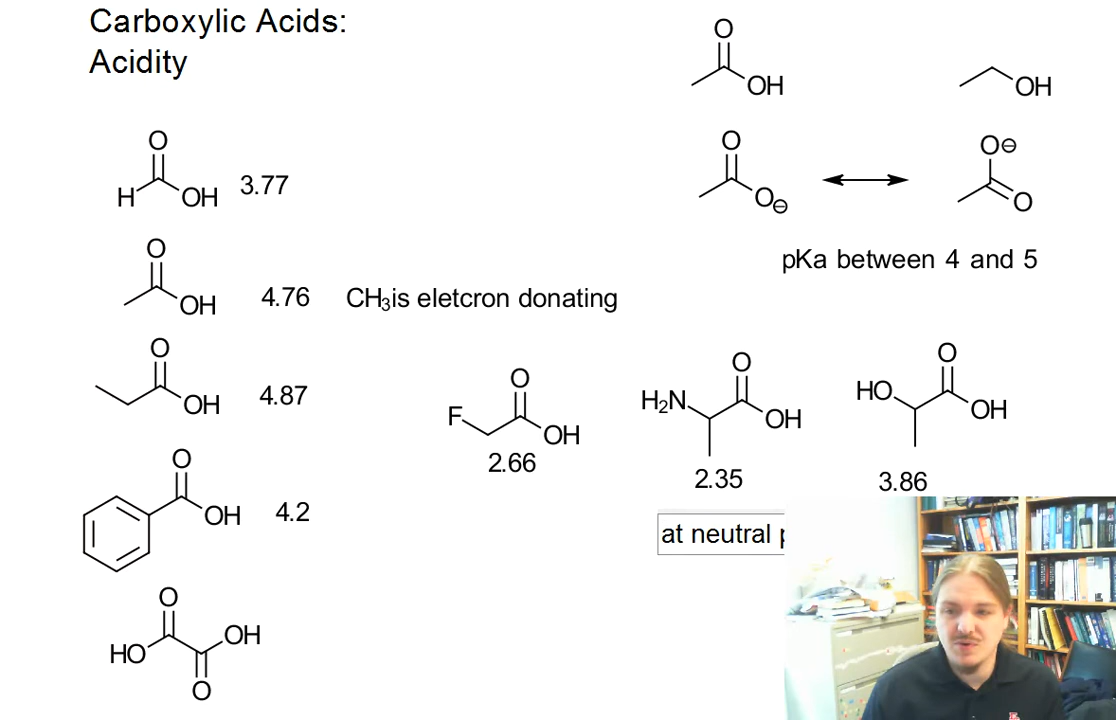 Carboxylic Acids:
Acidity
O
OH
OH
O
H
OH
3.77
O
O⊖
O⊖
O
pKa between 4 and 5
O
OH
4.76
CH3is eletcron donating
O
OH
4.87
O
F
OH
2.66
O
H2N
OH
2.35
O
HO
OH
3.86
O
OH
4.2
at neutral
O
OH
HO
O